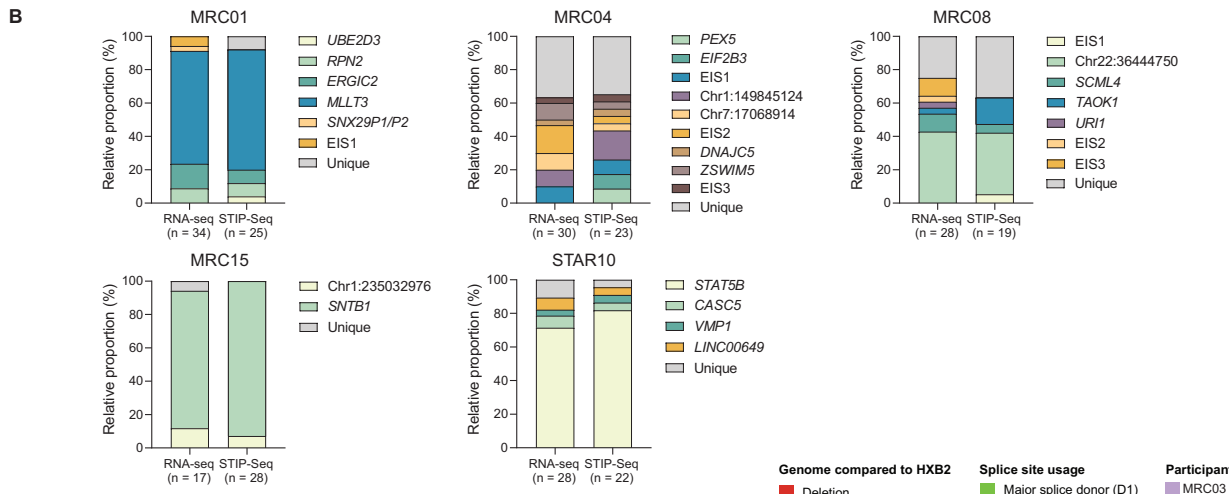 B
MRC01
Relative proportion (%)
100
80
60
40
20
0
RNA-seq
(n = 34)
STIP-Seq
(n = 25)
UBE2D3
RPN2
ERGIC2
MLLT3
SNX29P1/P2
EIS1
Unique
MRC04
Relative proportion (%)
100
80
60
40
20
0
RNA-seq
(n = 30)
STIP-Seq
(n = 23)
PEX5
EIF2B3
EIS1
Chr1:149845124
Chr7:17068914
EIS2
DNAJC5
ZSWIM5
EIS3
Unique
MRC08
Relative proportion (%)
100
80
60
40
20
0
RNA-seq
(n = 28)
STIP-Seq
(n = 19)
EIS1
Chr22:36444750
SCML4
TAOK1
URI1
EIS2
EIS3
Unique
MRC15
Relative proportion (%)
100
80
60
40
20
0
RNA-seq
(n = 17)
STIP-Seq
(n = 28)
Chr1:235032976
SNTB1
Unique
STAR10
Relative proportion (%)
100
80
60
40
20
0
RNA-seq
(n = 28)
STIP-Seq
(n = 22)
STAT5B
CASC5
VMP1
LINC00649
Unique
Genome compared to HXB2
Deletion
Splice site usage
Major splice donor (D1)
Participant
MRC03